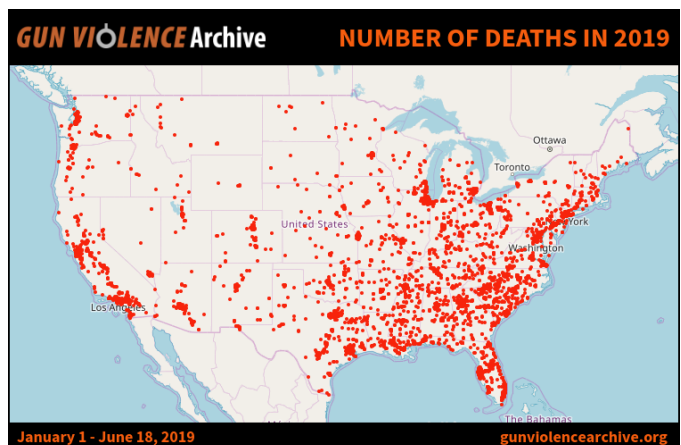 GUN VIOLENCE Archive
NUMBER OF DEATHS IN 2019
Ottawa
Toronto
United States
York
Washington
Los Angeles
The Bahamas
January 1 - June 18, 2019
gunviolencearchive.org